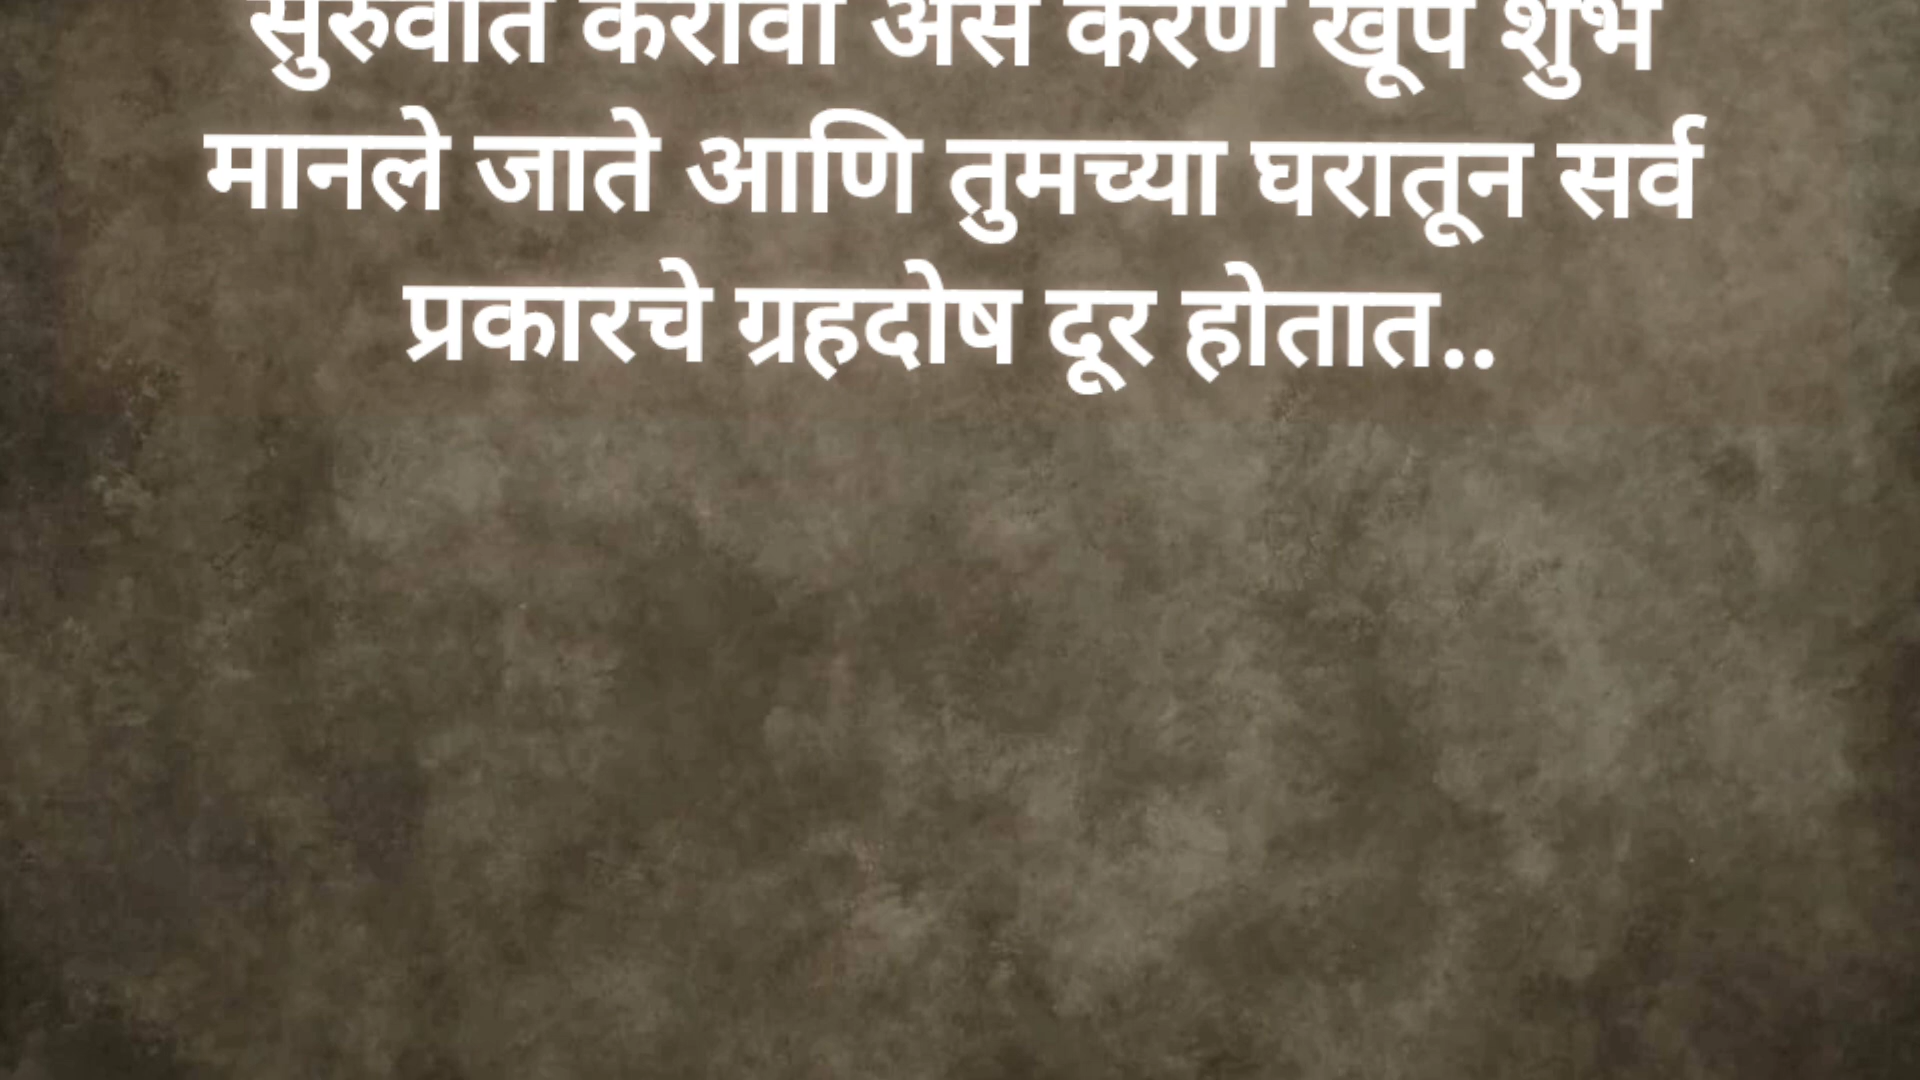 सुरुवात करावी असे करणे खूप शुभ
मानले जाते आणि तुमच्या घरातून सर्व
प्रकारचे ग्रहदोष दूर होतात..